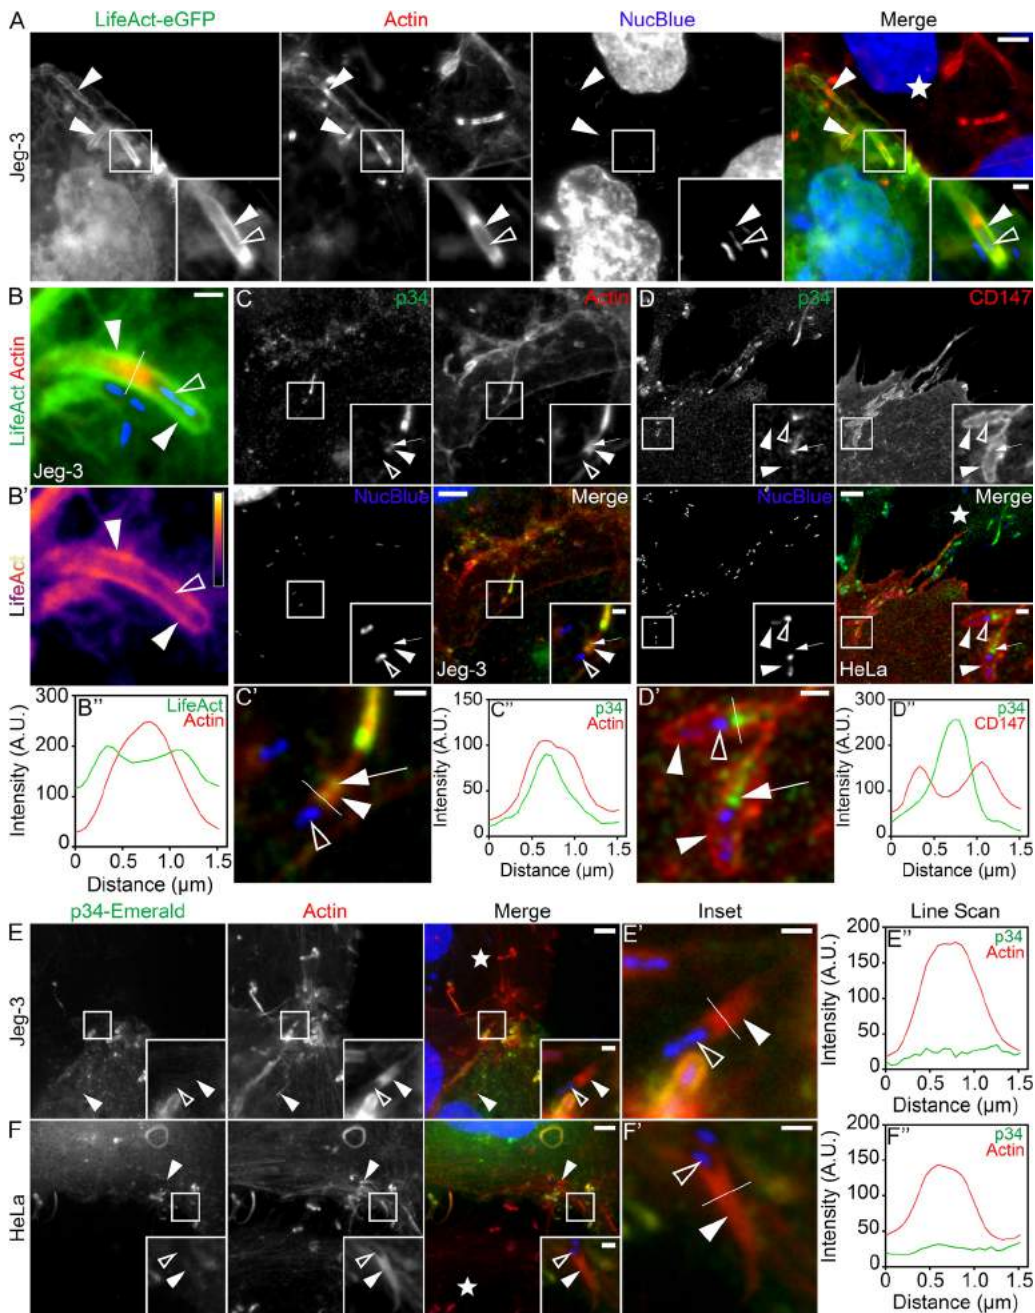 A
LifeAct-eGFP Actin NucBlue Merge
Jeg-3
B
LifeAct Actin
Jeg-3
C
p34 Actin
NucBlue Merge
Jeg-3
D
p34 CD147
NucBlue Merge
HeLa
B'
LifeAct
B''
LifeAct
Actin
Intensity (A.U.)
300
200
100
0
0 0.5 1.0 1.5
Distance (µm)
C'
C''
p34
Actin
Intensity (A.U.)
150
100
50
0
0 0.5 1.0 1.5
Distance (µm)
D'
D''
p34
CD147
Intensity (A.U.)
300
200
100
0
0 0.5 1.0 1.5
Distance (µm)
p34-Emerald Actin Merge Inset Line Scan
E
Jeg-3
E'
E''
p34
Actin
Intensity (A.U.)
200
150
100
50
0
0 0.5 1.0 1.5
Distance (µm)
F
HeLa
F'
F''
p34
Actin
Intensity (A.U.)
200
150
100
50
0
0 0.5 1.0 1.5
Distance (µm)